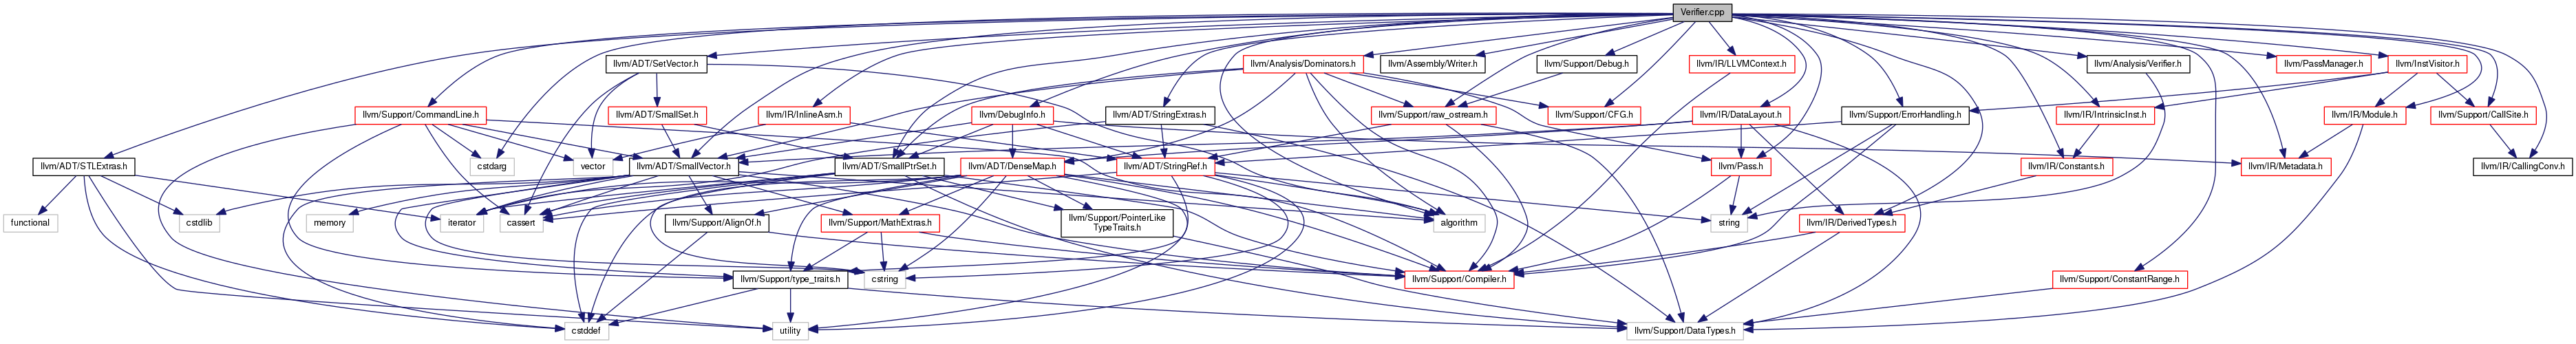 Verifier.cpp
llvm/ADT/SetVector.h
llvm/Analysis/Dominators.h
llvm/Assembly/Writer.h
llvm/Support/Debug.h
llvm/IR/LLVMContext.h
llvm/Analysis/Verifier.h
llvm/PassManager.h
llvm/InstVisitor.h
llvm/Support/CommandLine.h
llvm/ADT/SmallSet.h
llvm/IR/InlineAsm.h
llvm/DebugInfo.h
llvm/ADT/StringExtras.h
llvm/Support/raw_ostream.h
llvm/Support/CFG.h
llvm/IR/DataLayout.h
llvm/Support/ErrorHandling.h
llvm/IR/IntrinsicInst.h
llvm/IR/Module.h
llvm/Support/CallSite.h
llvm/ADT/STLExtras.h
cstdarg
vector
llvm/ADT/SmallVector.h
llvm/ADT/SmallPtrSet.h
llvm/ADT/DenseMap.h
llvm/ADT/StringRef.h
llvm/Pass.h
llvm/IR/Constants.h
llvm/IR/Metadata.h
llvm/IR/CallingConv.h
functional
cstdlib
memory
iterator
cassert
llvm/Support/AlignOf.h
llvm/Support/MathExtras.h
llvm/Support/PointerLike
TypeTraits.h
algorithm
string
llvm/IR/DerivedTypes.h
llvm/Support/type_traits.h
cstring
llvm/Support/Compiler.h
llvm/Support/ConstantRange.h
cstddef
utility
llvm/Support/DataTypes.h